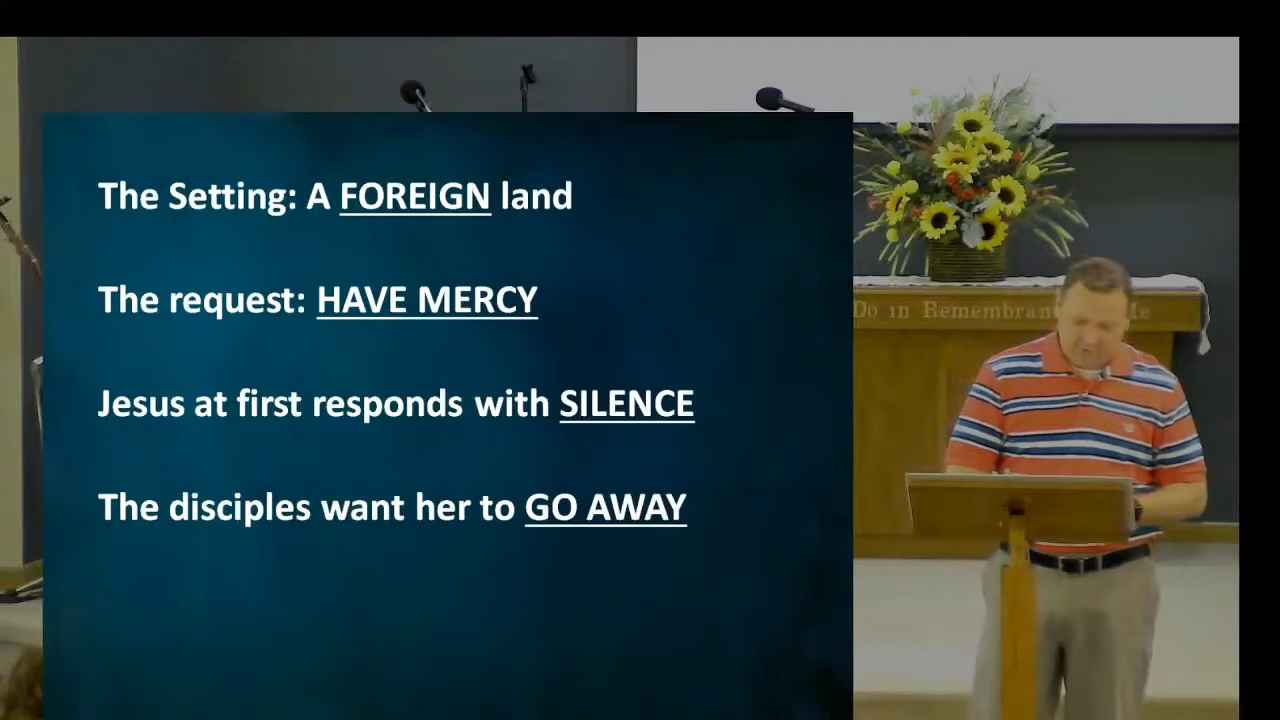 The Setting: A FOREIGN land
The request: HAVE MERCY
Jesus at first responds with SILENCE
The disciples want her to GO AWAY
Do in Remembran Me